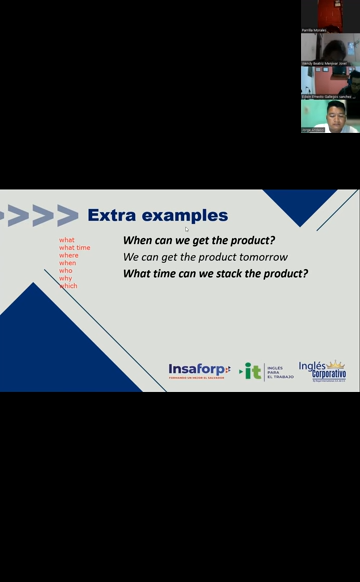 Extra examples
what
what time
where
when
who
why
which
When can we get the product?
We can get the product tomorrow
What time can we stack the product?
Insaforp
it
INGLÉS
PARA
EL TRABAJO
Inglés
Corporativo